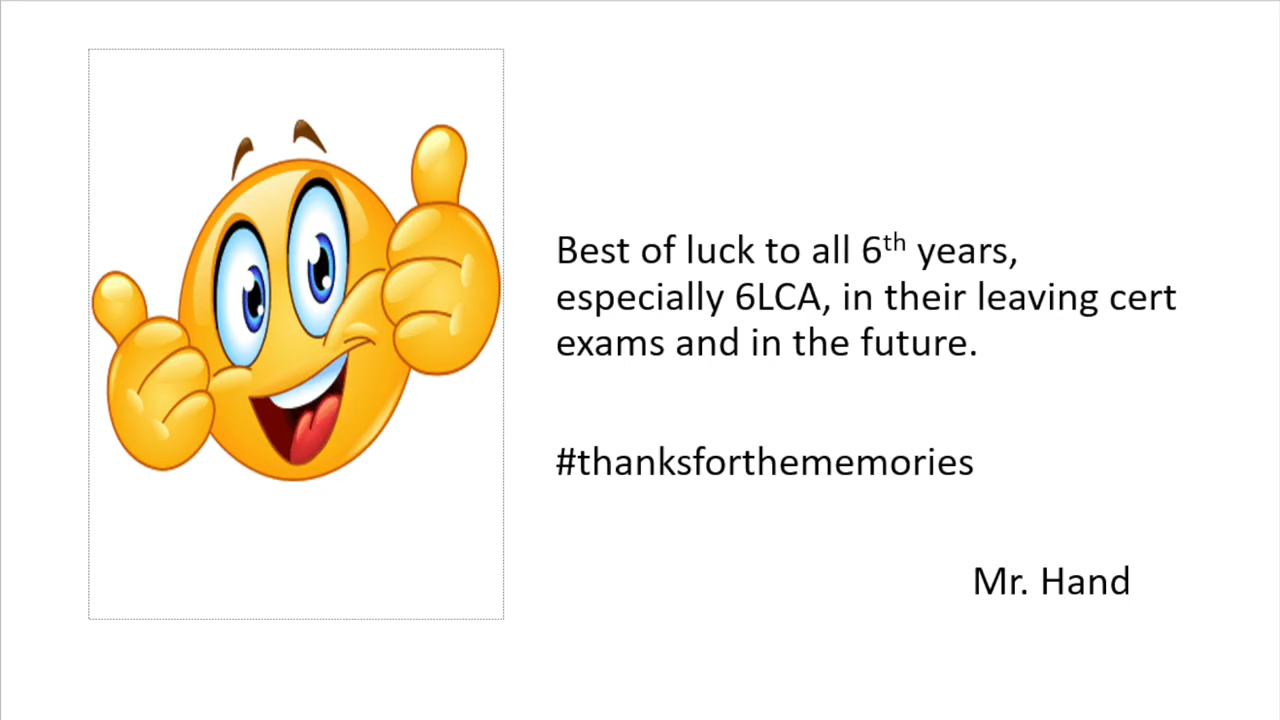 Best of luck to all 6th years,
especially 6LCA, in their leaving cert
exams and in the future.
#thanksforthememories
Mr. Hand